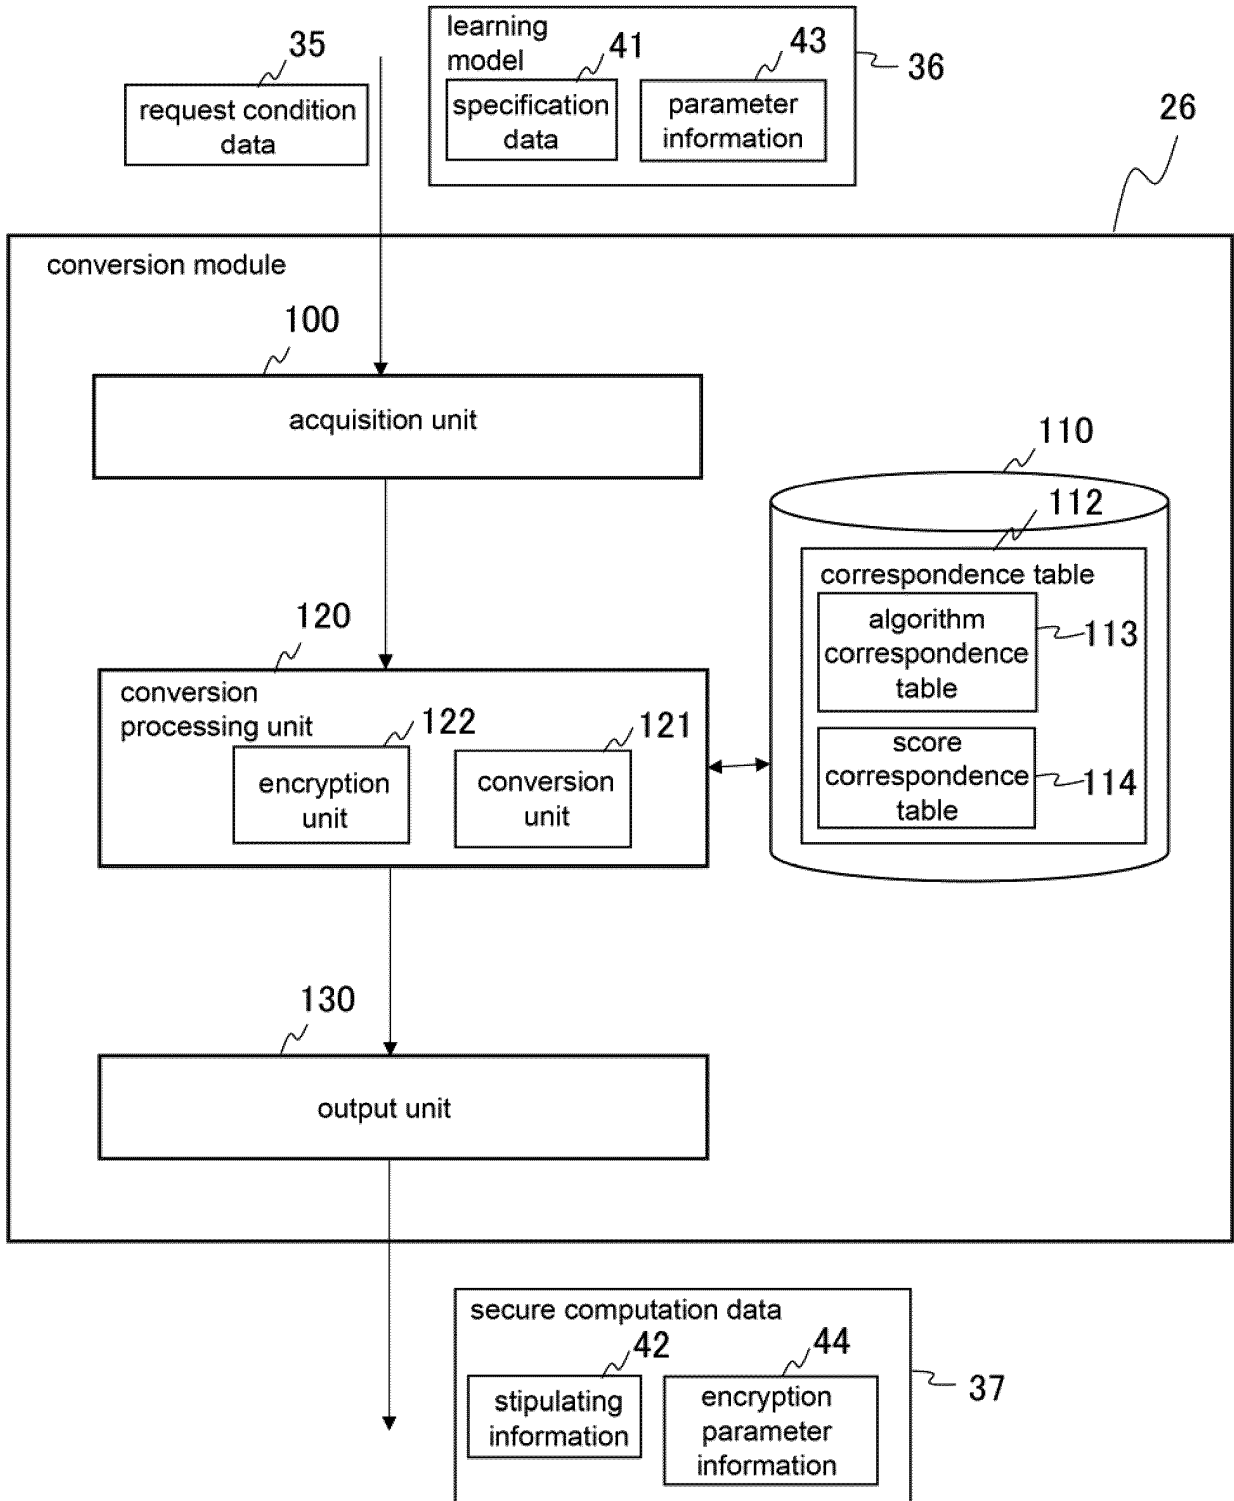 35
request condition
data
learning
model
41
specification
data
43
parameter
information
36
26
conversion module
100
acquisition unit
110
112
correspondence table
algorithm
correspondence
table
113
score
correspondence
table
114
120
conversion
processing unit
122
encryption
unit
121
conversion
unit
130
output unit
secure computation data
42
stipulating
information
44
encryption
parameter
information
37